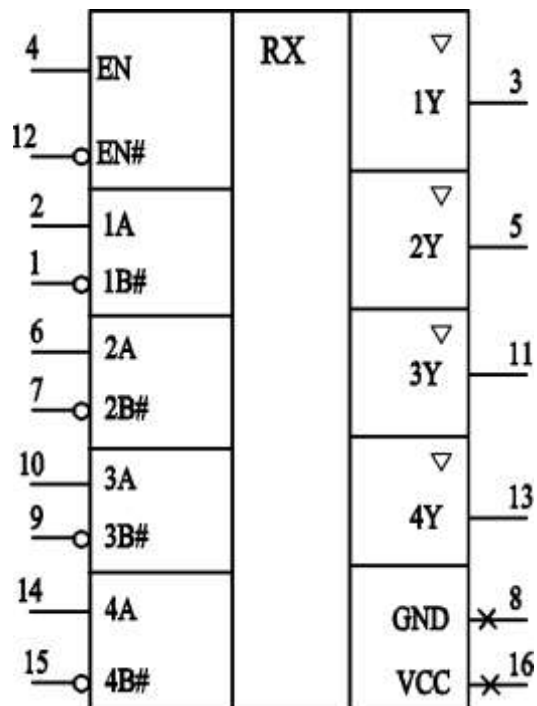 4 EN RX 1Y 3
12 EN#
2 1A 2Y 5
1 1B#
6 2A 3Y 11
7 2B#
10 3A 4Y 13
9 3B#
14 4A GND 8
15 4B# VCC 16